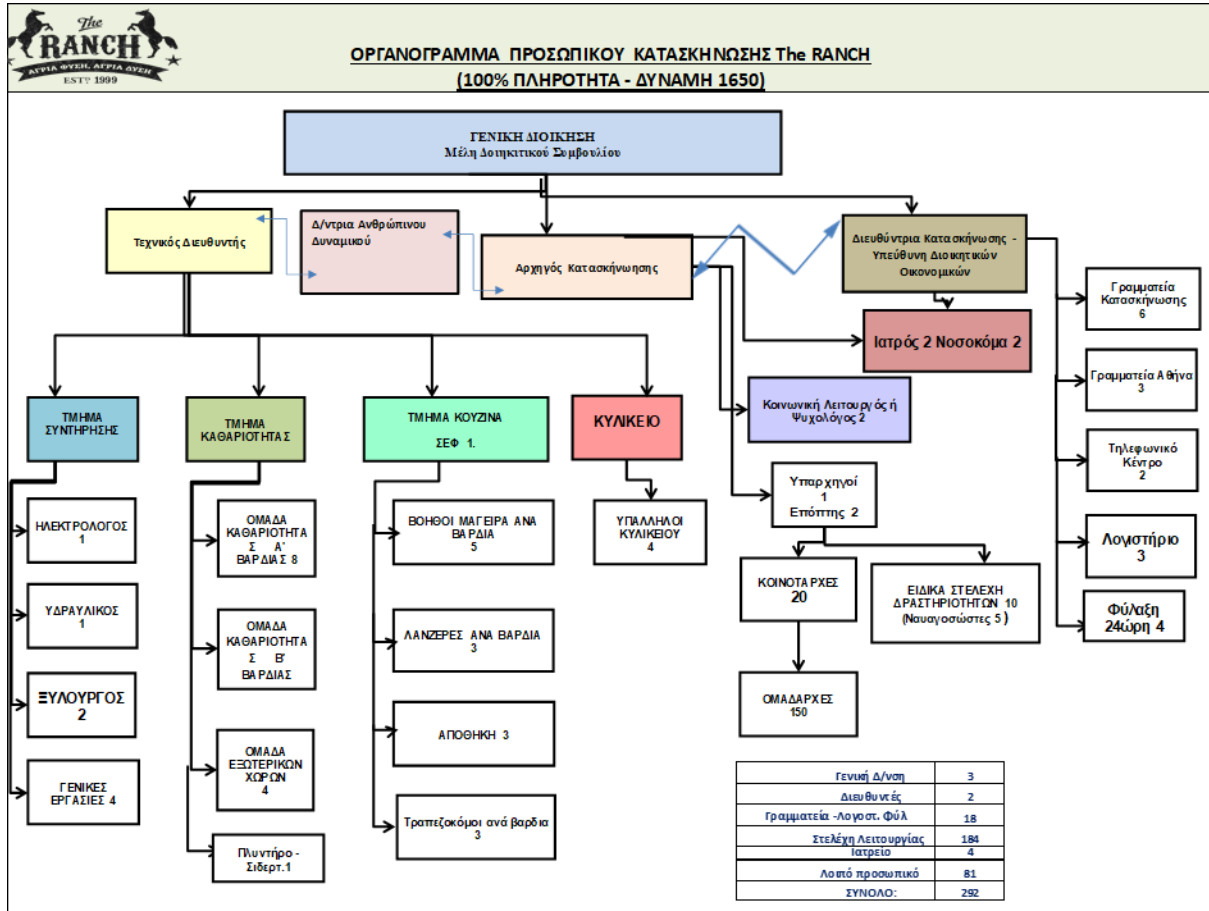 The
RANCH
ΑΓΡΙΑ ΦΥΣΗ, ΑΓΡΙΑ ΔΥΣΗ
ΟΡΓΑΝΟΓΡΑΜΜΑ ΠΡΟΣΩΠΙΚΟΥ ΚΑΤΑΣΚΗΝΩΣΗΣ The RANCH
(100% ΠΛΗΡΟΤΗΤΑ - ΔΥΝΑΜΗ 1650)
ΓΕΝΙΚΗ ΔΙΟΙΚΗΣΗ
Μέλη Δοιηκιτικού Συμβουλίου
Τεχνικός Διευθυντής
Δ/ντρια Ανθρώπινου
Δυναμικού
Αρχηγός Κατασκήνωησης
Διευθύντρια Κατασκήνωσης -
Υπεύθυνη Διοικητικών
Οικονομικών
Ιατρός 2 Νοσοκόμα 2
Κοινωνική Λειτουργός ή
Ψυχολόγος 2
Υπαρχηγοί
1
Επόπτης 2
ΚΟΙΝΟΤΑΡΧΕΣ
20
ΟΜΑΔΑΡΧΕΣ
150
ΕΙΔΙΚΑ ΣΤΕΛΕΧΗ
ΔΡΑΣΤΗΡΙΟΤΗΤΩΝ 10
(Ναυαγοσώστες 5 )
Γραμματεία
Κατασκήνωσης
6
Γραμματεία Αθήνα
3
Τηλεφωνικό
Κέντρο
2
Λογιστήριο
3
Φύλαξη
24ώρη 4
ΤΜΗΜΑ
ΣΥΝΤΗΡΗΣΗΣ
ΗΛΕΚΤΡΟΛΟΓΟΣ
1
ΥΔΡΑΥΛΙΚΟΣ
1
ΞΥΛΟΥΡΓΟΣ
2
ΓΕΝΙΚΕΣ
ΕΡΓΑΣΙΕΣ 4
ΤΜΗΜΑ
ΚΑΘΑΡΙΟΤΗΤΑΣ
ΟΜΑΔΑ
ΚΑΘΑΡΙΟΤΗΤΑ
Σ Α'
ΒΑΡΔΙΑΣ 8
ΟΜΑΔΑ
ΚΑΘΑΡΙΟΤΗΤΑ
Σ Β'
ΒΑΡΔΙΑΣ
ΟΜΑΔΑ
ΕΞΩΤΕΡΙΚΩΝ
ΧΩΡΩΝ
4
Πλυντήρο -
Σιδερτ.1
ΤΜΗΜΑ ΚΟΥΖΙΝΑ
ΣΕΦ 1.
ΒΟΗΘΟΙ ΜΑΓΕΙΡΑ ΑΝΑ
ΒΑΡΔΙΑ
5
ΛΑΝΖΕΡΕΣ ΑΝΑ ΒΑΡΔΙΑ
3
ΑΠΟΘΗΚΗ 3
Τραπεζοκόμοι ανά βαρδια
3
ΚΥΛΙΚΕΙΟ
ΥΠΑΛΛΗΛΟΙ
ΚΥΛΙΚΕΙΟΥ
4
Γενική Δ/νση 3
Διευθυντές 2
Γραμματεία -Λογοστ. Φύλ 18
Στελέχη Λειτουργίας 184
Ιατρείο 4
Λοιπό προσωπικό 81
ΣΥΝΟΛΟ: 292